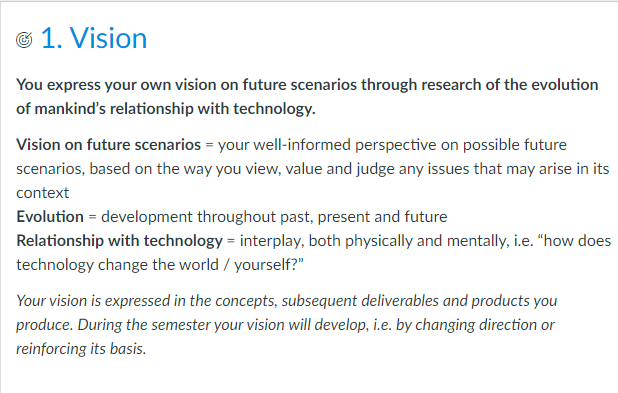 1. Vision
You express your own vision on future scenarios through research of the evolution
of mankind's relationship with technology.
Vision on future scenarios = your well-informed perspective on possible future
scenarios, based on the way you view, value and judge any issues that may arise in its
context
Evolution = development throughout past, present and future
Relationship with technology = interplay, both physically and mentally, i.e. “how does
technology change the world / yourself?”
Your vision is expressed in the concepts, subsequent deliverables and products you
produce. During the semester your vision will develop, i.e. by changing direction or
reinforcing its basis.